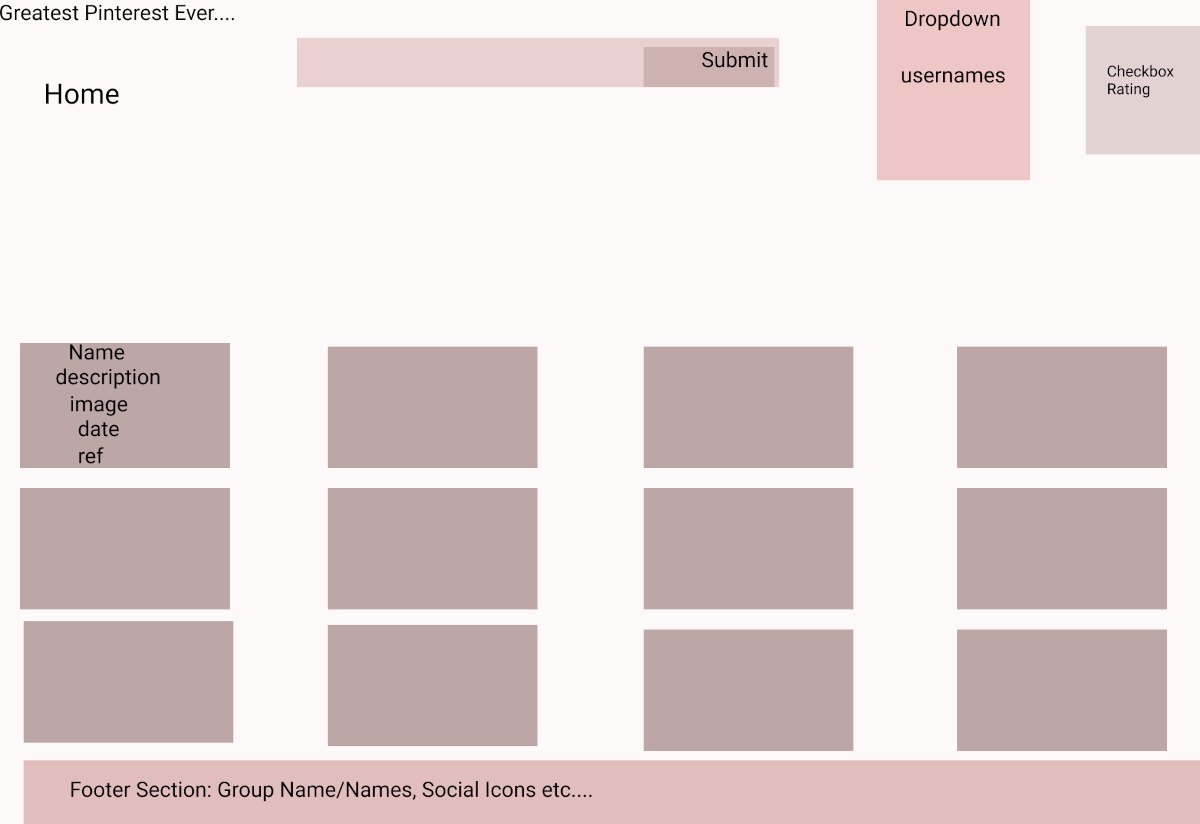 Greatest Pinterest Ever....
Home
Submit
Dropdown
usernames
Checkbox
Rating
Name
description
image
date
ref
Footer Section: Group Name/Names, Social Icons etc....